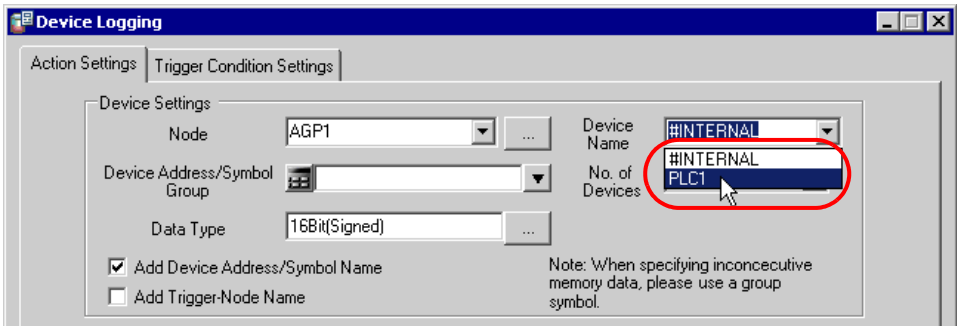 Device Logging
Action Settings
Trigger Condition Settings
Device Settings
Node
AGP1
...
Device
Name
#INTERNAL
#INTERNAL
PLC1
Device Address/Symbol
Group
No. of
Devices
Data Type
16Bit(Signed)
...
Add Device Address/Symbol Name
Add Trigger-Node Name
Note: When specifying inconcecutive
memory data, please use a group
symbol.